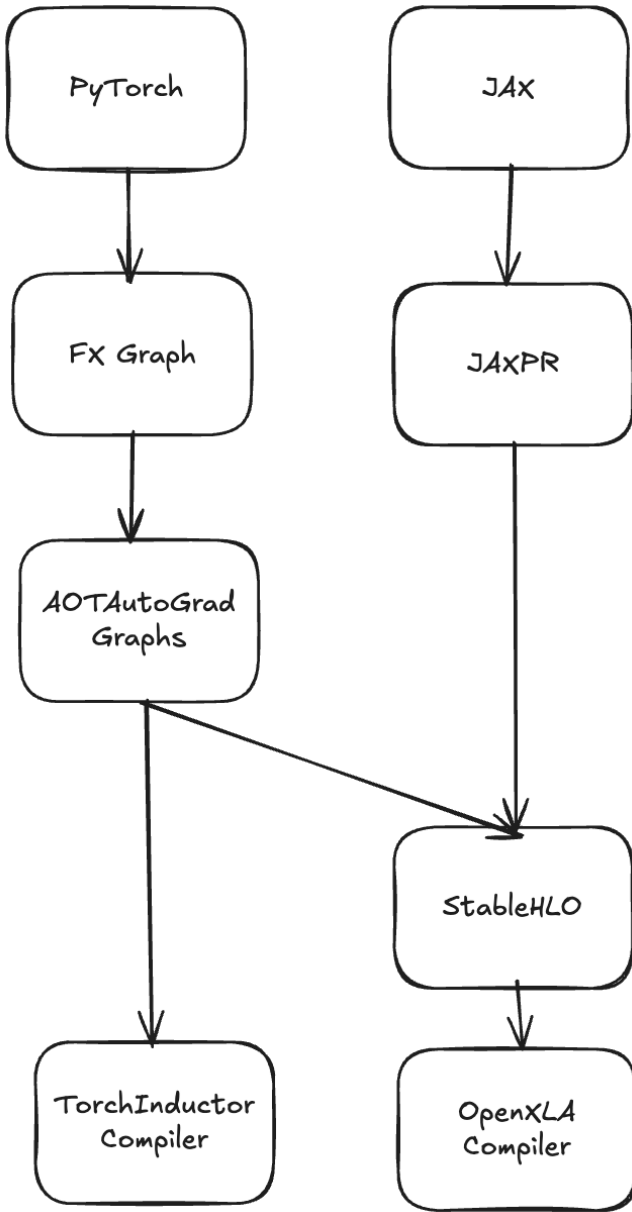 PyTorch
JAX
FX Graph
JAXPR
AOTAutoGrad
Graphs
StableHLO
TorchInductor
Compiler
OpenXLA
Compiler